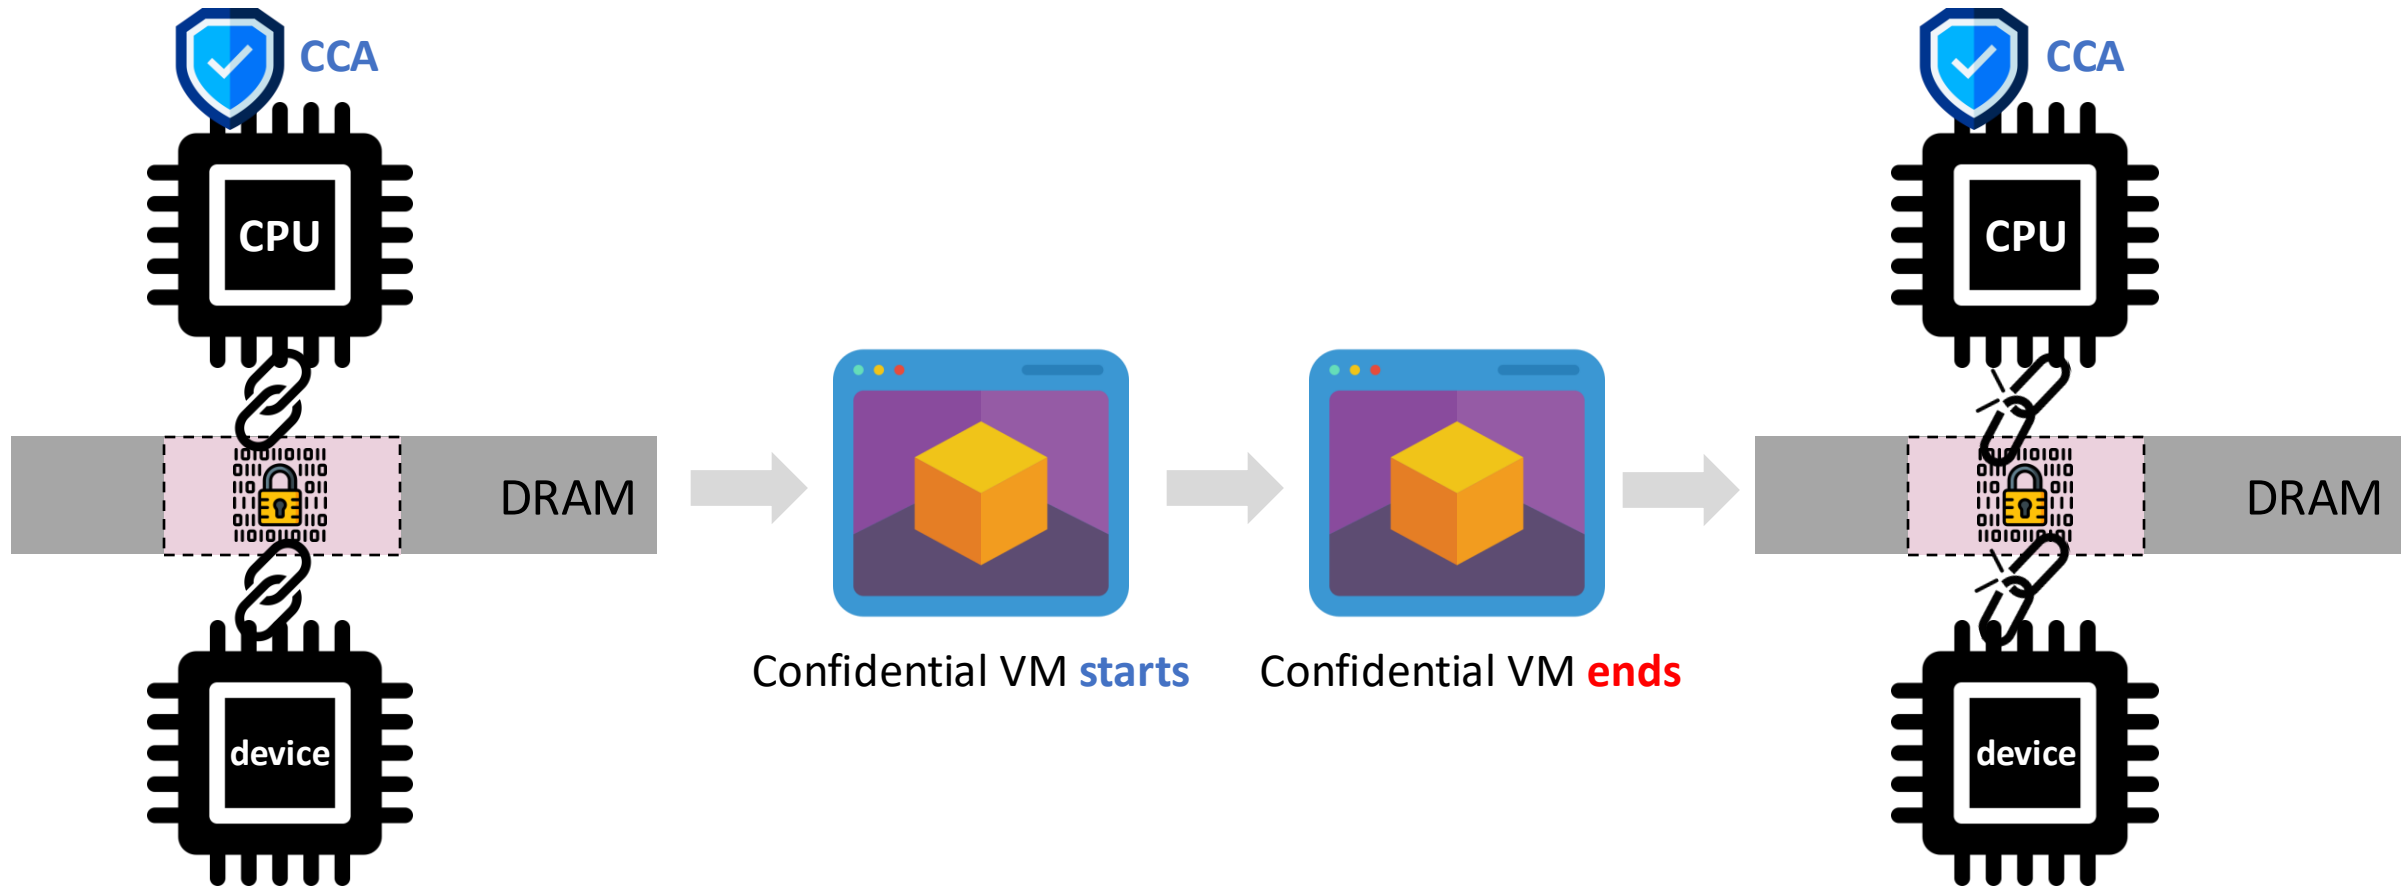 CCA
CPU
DRAM
device
Confidential VM starts
Confidential VM ends
CCA
CPU
DRAM
device